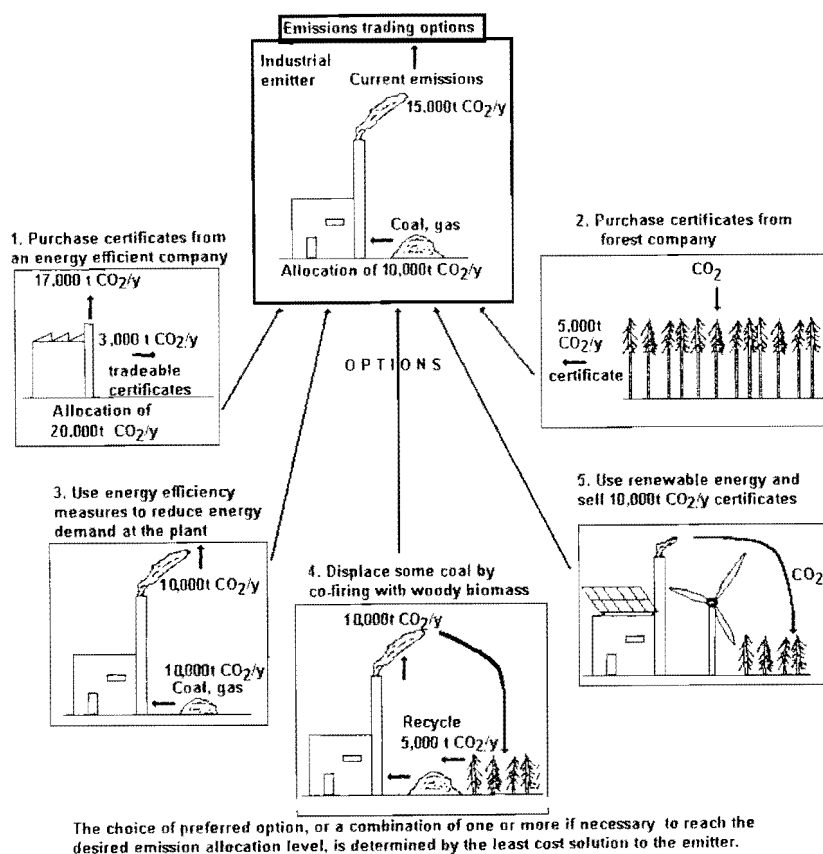 Emissions trading options
Industrial
emitter
Current emissions
15,000t CO2/y
Coal, gas
Allocation of 10,000t CO2/y
1. Purchase certificates from
an energy efficient company
17,000 t CO2/y
3,000 t CO2/y
tradeable
certificates
Allocation of
20,000t CO2/y
2. Purchase certificates from
forest company
CO2
5,000t
CO2/y
certificate
OPTIONS
3. Use energy efficiency
measures to reduce energy
demand at the plant
10,000t CO2/y
10,000t CO2/y
Coal, gas
4. Displace some coal by
co-firing with woody biomass
10,000t CO2/y
Recycle
5,000 t CO2/y
5. Use renewable energy and
sell 10,000t CO2/y certificates
CO2
The choice of preferred option, or a combination of one or more if necessary to reach the
desired emission allocation level, is determined by the least cost solution to the emitter.